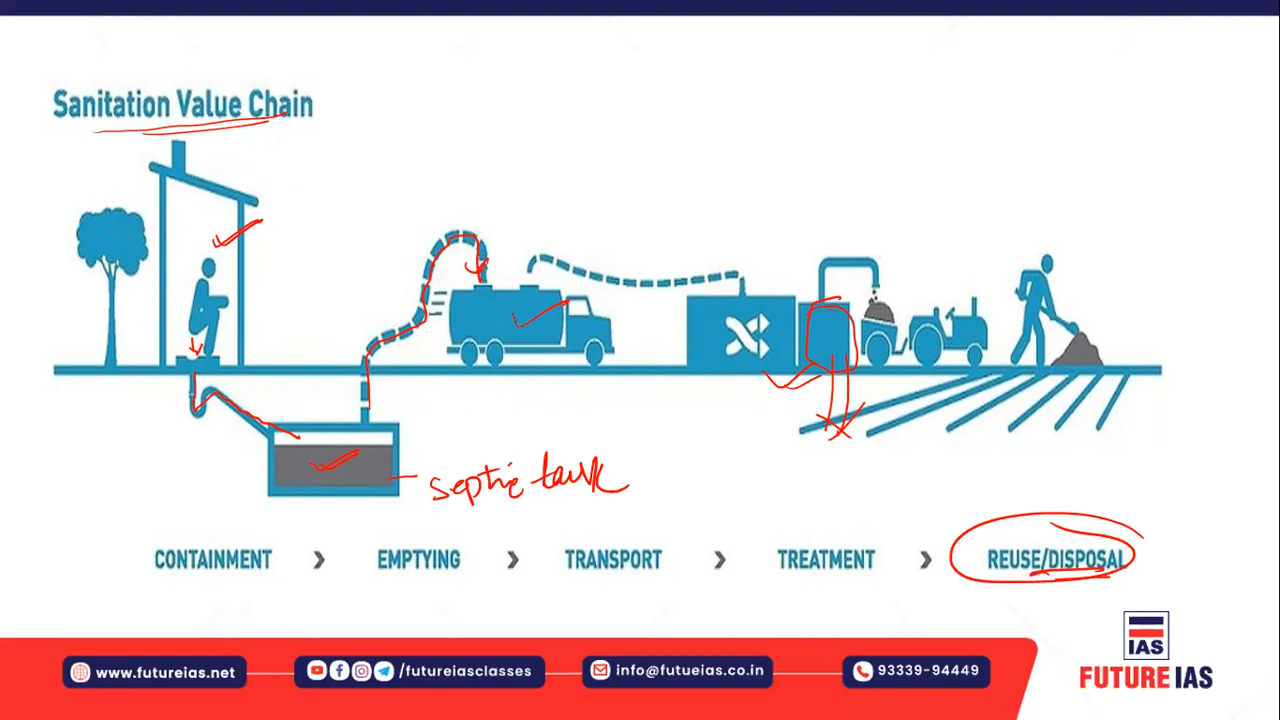 Sanitation Value Chain
septic tank
CONTAINMENT > EMPTYING > TRANSPORT > TREATMENT > REUSE/DISPOSAL
IAS
www.futureias.net /futureiasclasses info@futueias.co.in 93339-94449
FUTURE IAS